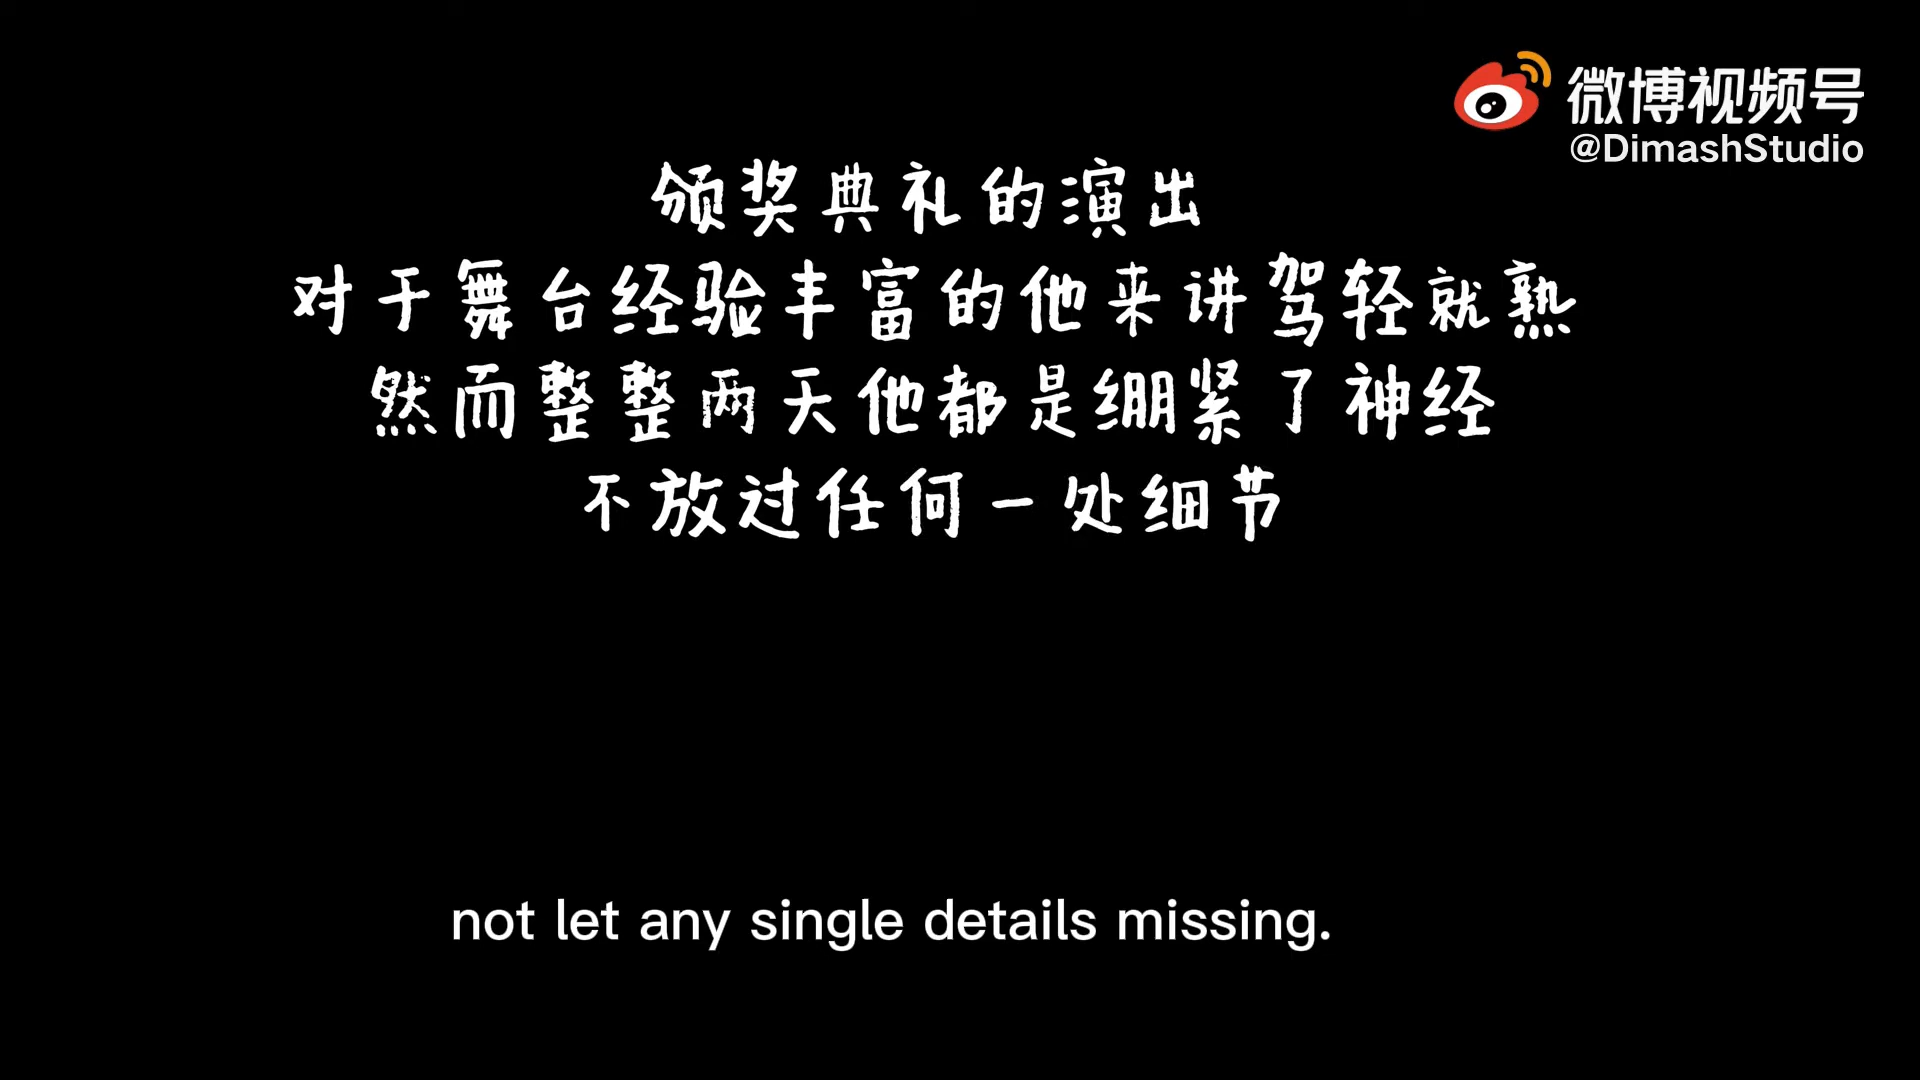 微博视频号
@DimashStudio
颁奖典礼的演出
对于舞台经验丰富的他来讲驾轻就熟
然而整整两天他都是绷紧了神经
不放过任何一处细节
not let any single details missing.